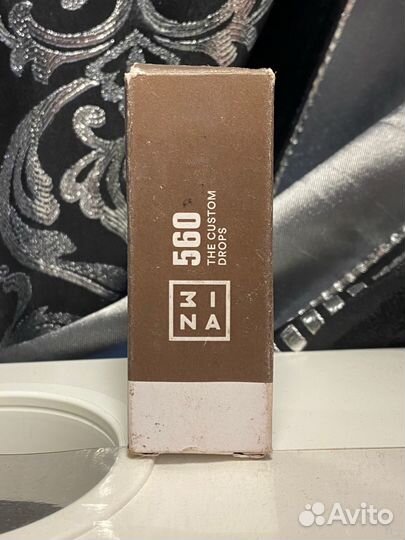 560
THE CUSTOM
DROPS
3INA
Avito